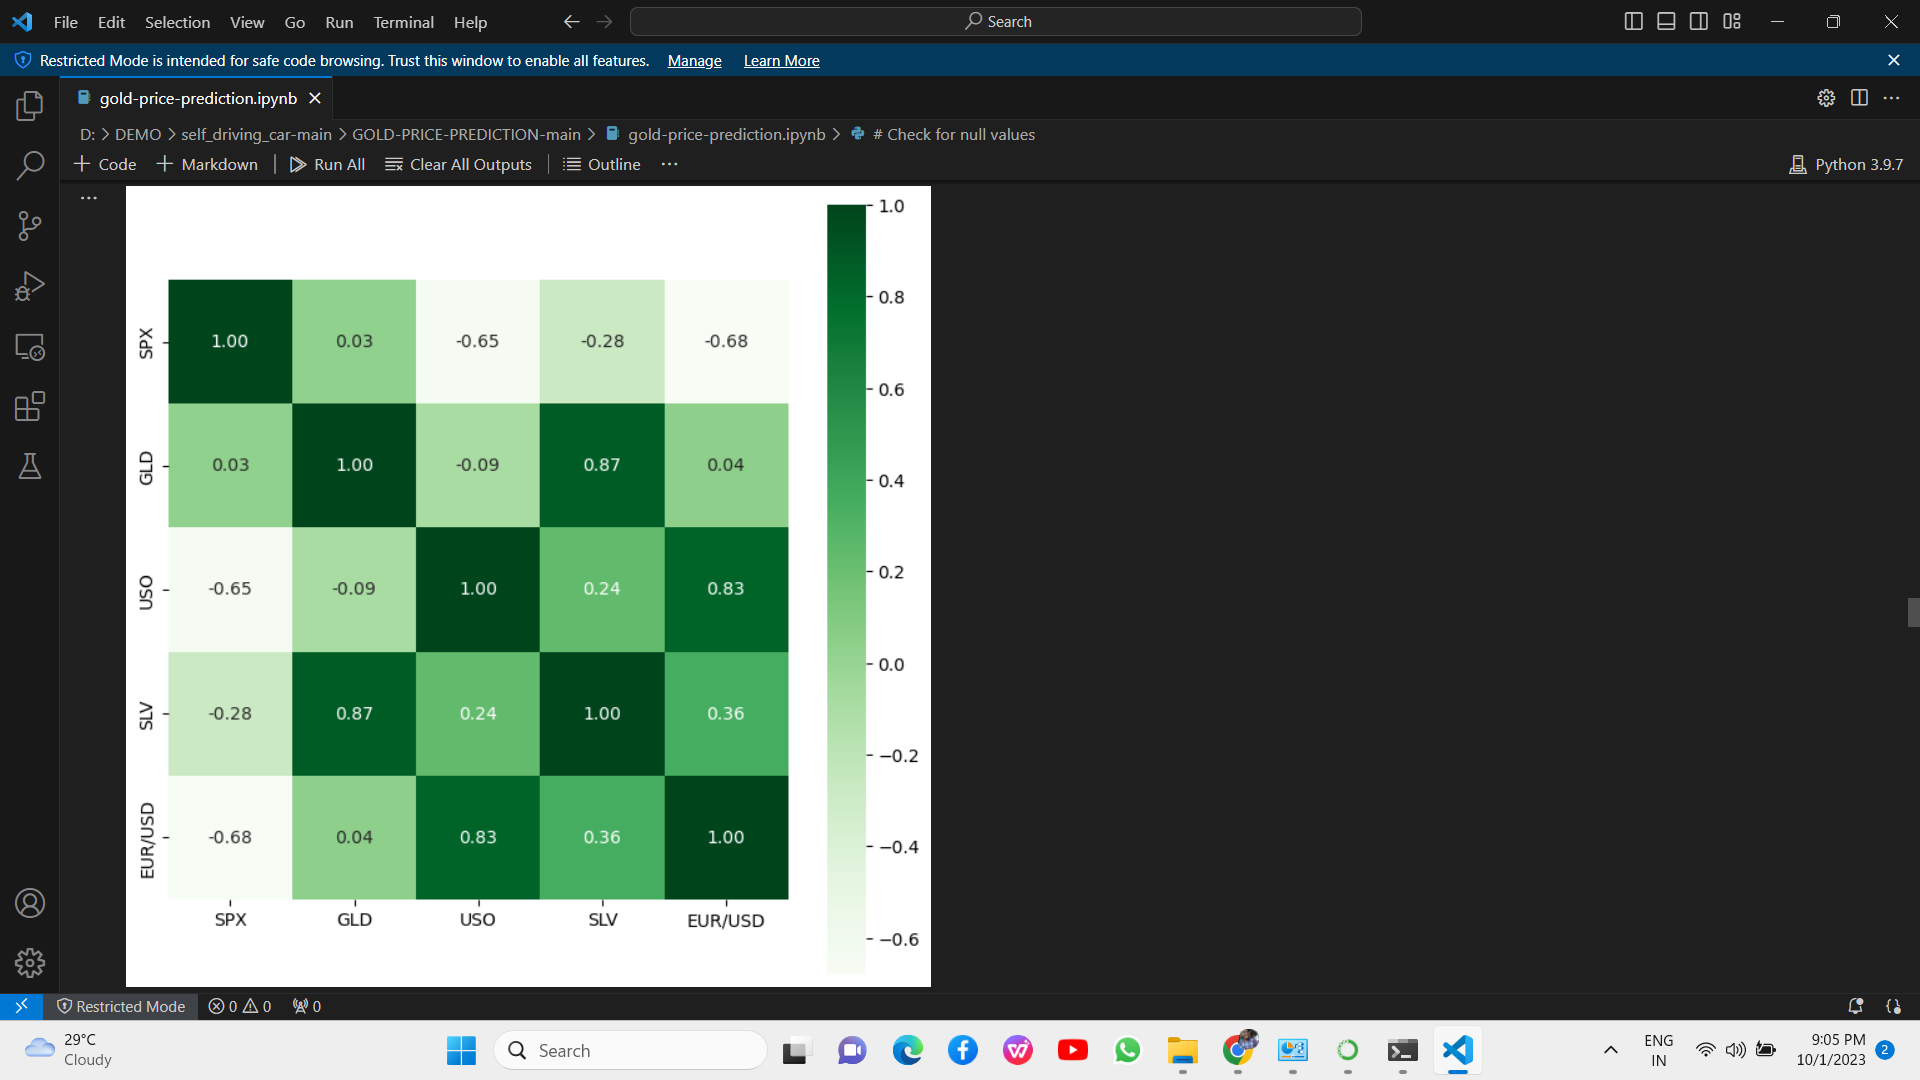 File Edit Selection View Go Run Terminal Help Search
Restricted Mode is intended for safe code browsing. Trust this window to enable all features. Manage Learn More
gold-price-prediction.ipynb
D: > DEMO > self_driving_car-main > GOLD-PRICE-PREDICTION-main > gold-price-prediction.ipynb > # Check for null values
+ Code + Markdown Run All Clear All Outputs Outline ... Python 3.9.7
...
1.0
0.8
0.6
0.4
0.2
0.0
−0.2
−0.4
−0.6
SPX 1.00 0.03 -0.65 -0.28 -0.68
GLD 0.03 1.00 -0.09 0.87 0.04
USO -0.65 -0.09 1.00 0.24 0.83
SLV -0.28 0.87 0.24 1.00 0.36
EUR/USD -0.68 0.04 0.83 0.36 1.00
SPX GLD USO SLV EUR/USD
Restricted Mode 0 0 0
29°C
Cloudy
Search
ENG
IN
9:05 PM
10/1/2023
2